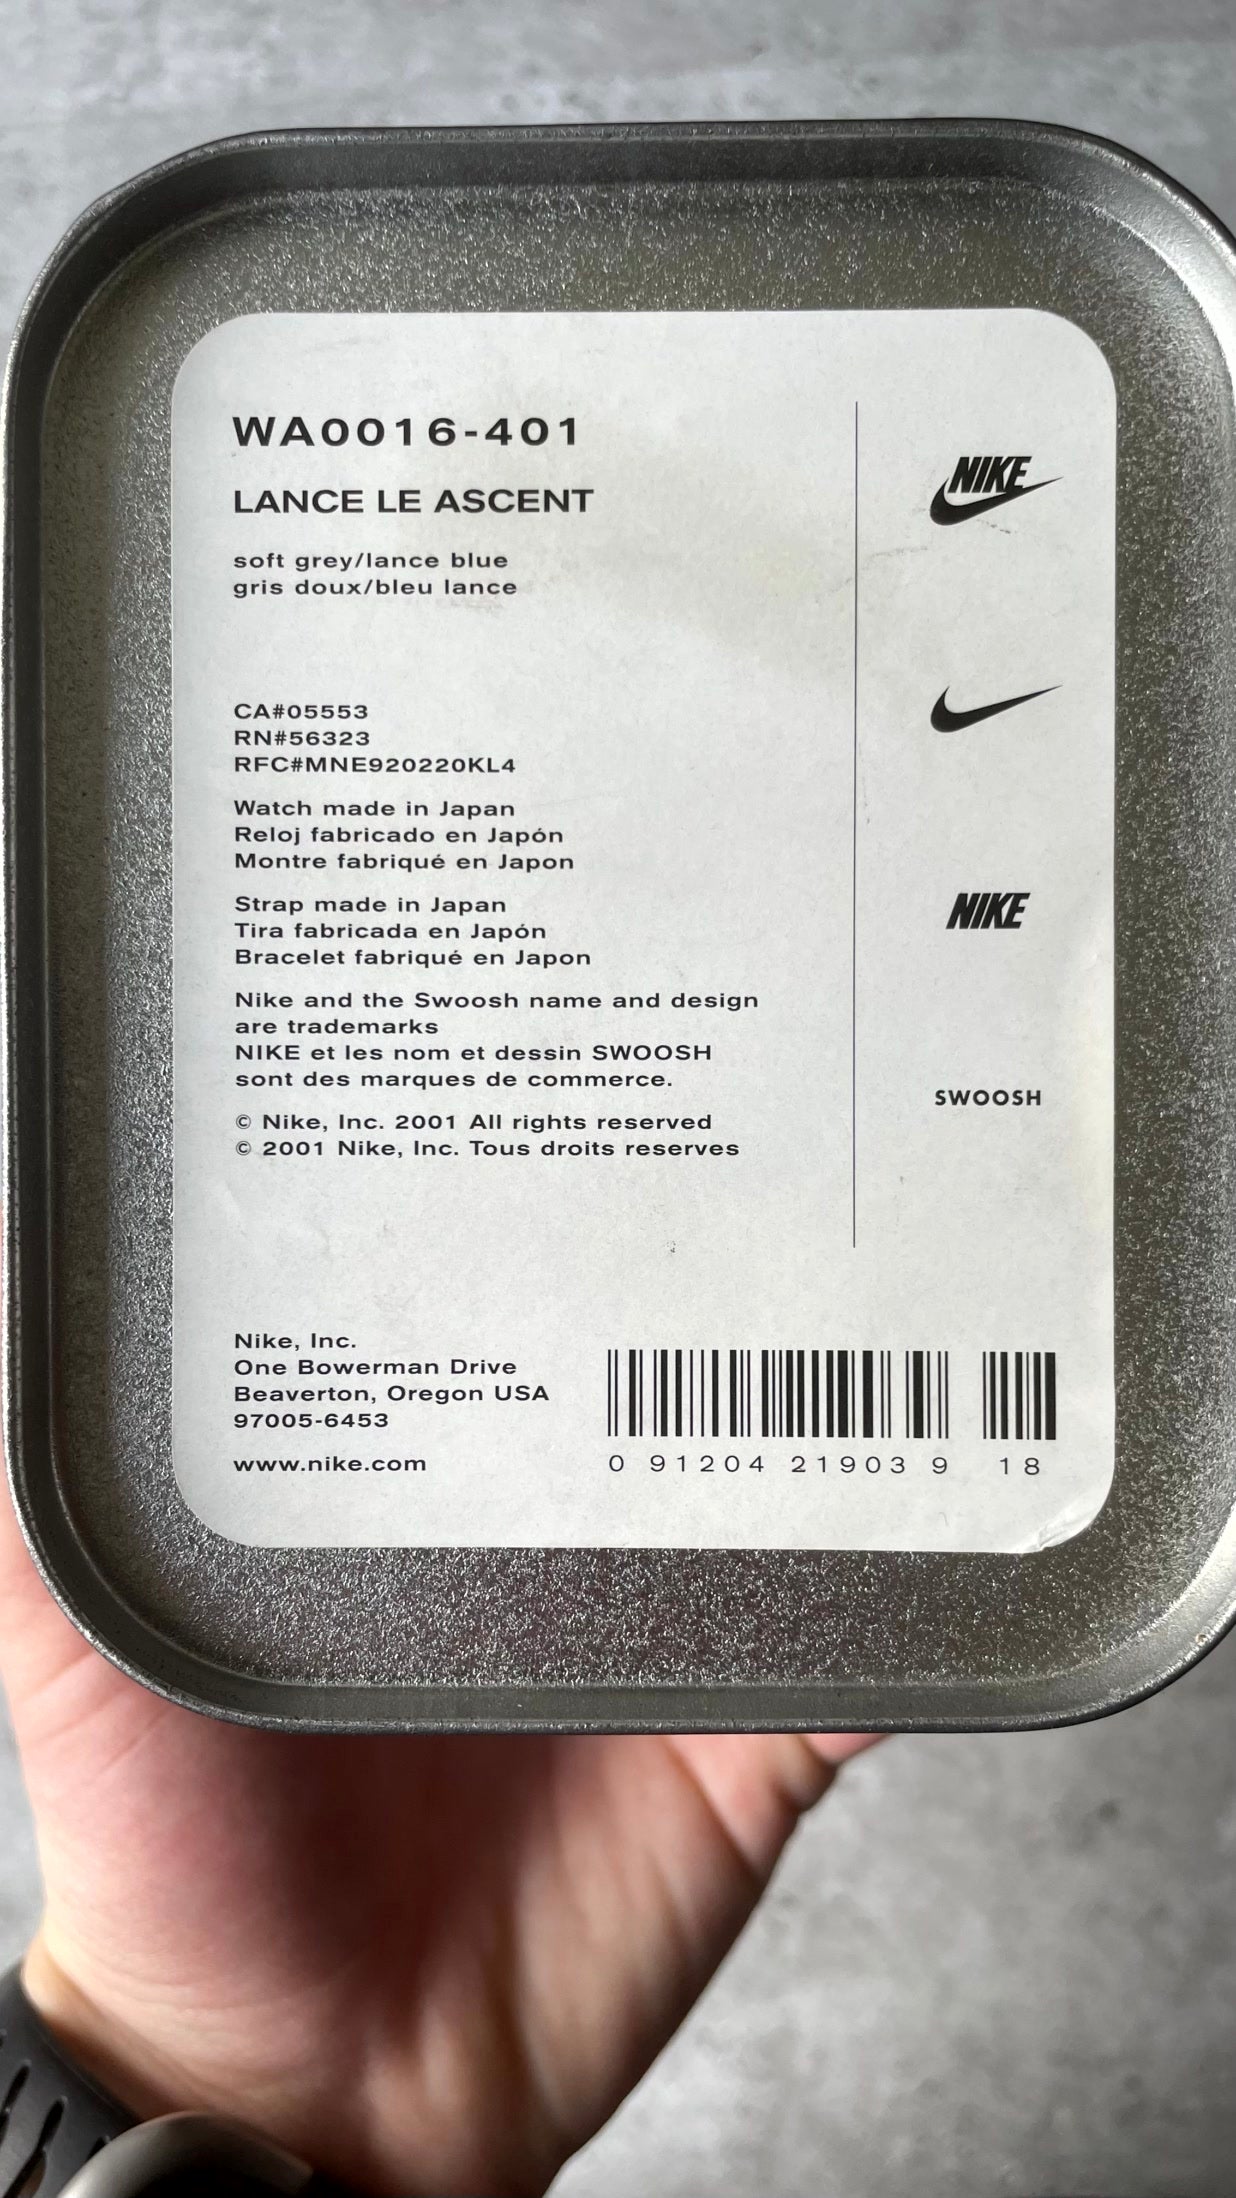 WA0016-401
LANCE LE ASCENT
soft grey/lance blue
gris doux/bleu lance
CA#05553
RN#56323
RFC#MNE920220KL4
Watch made in Japan
Reloj fabricado en Japón
Montre fabriqué en Japon
Strap made in Japan
Tira fabricada en Japón
Bracelet fabriqué en Japon
Nike and the Swoosh name and design
are trademarks
NIKE et les nom et dessin SWOOSH
sont des marques de commerce.
© Nike, Inc. 2001 All rights reserved
© 2001 Nike, Inc. Tous droits reserves
Nike, Inc.
One Bowerman Drive
Beaverton, Oregon USA
97005-6453
www.nike.com
NIKE
NIKE
SWOOSH
0 91204 21903 9 18